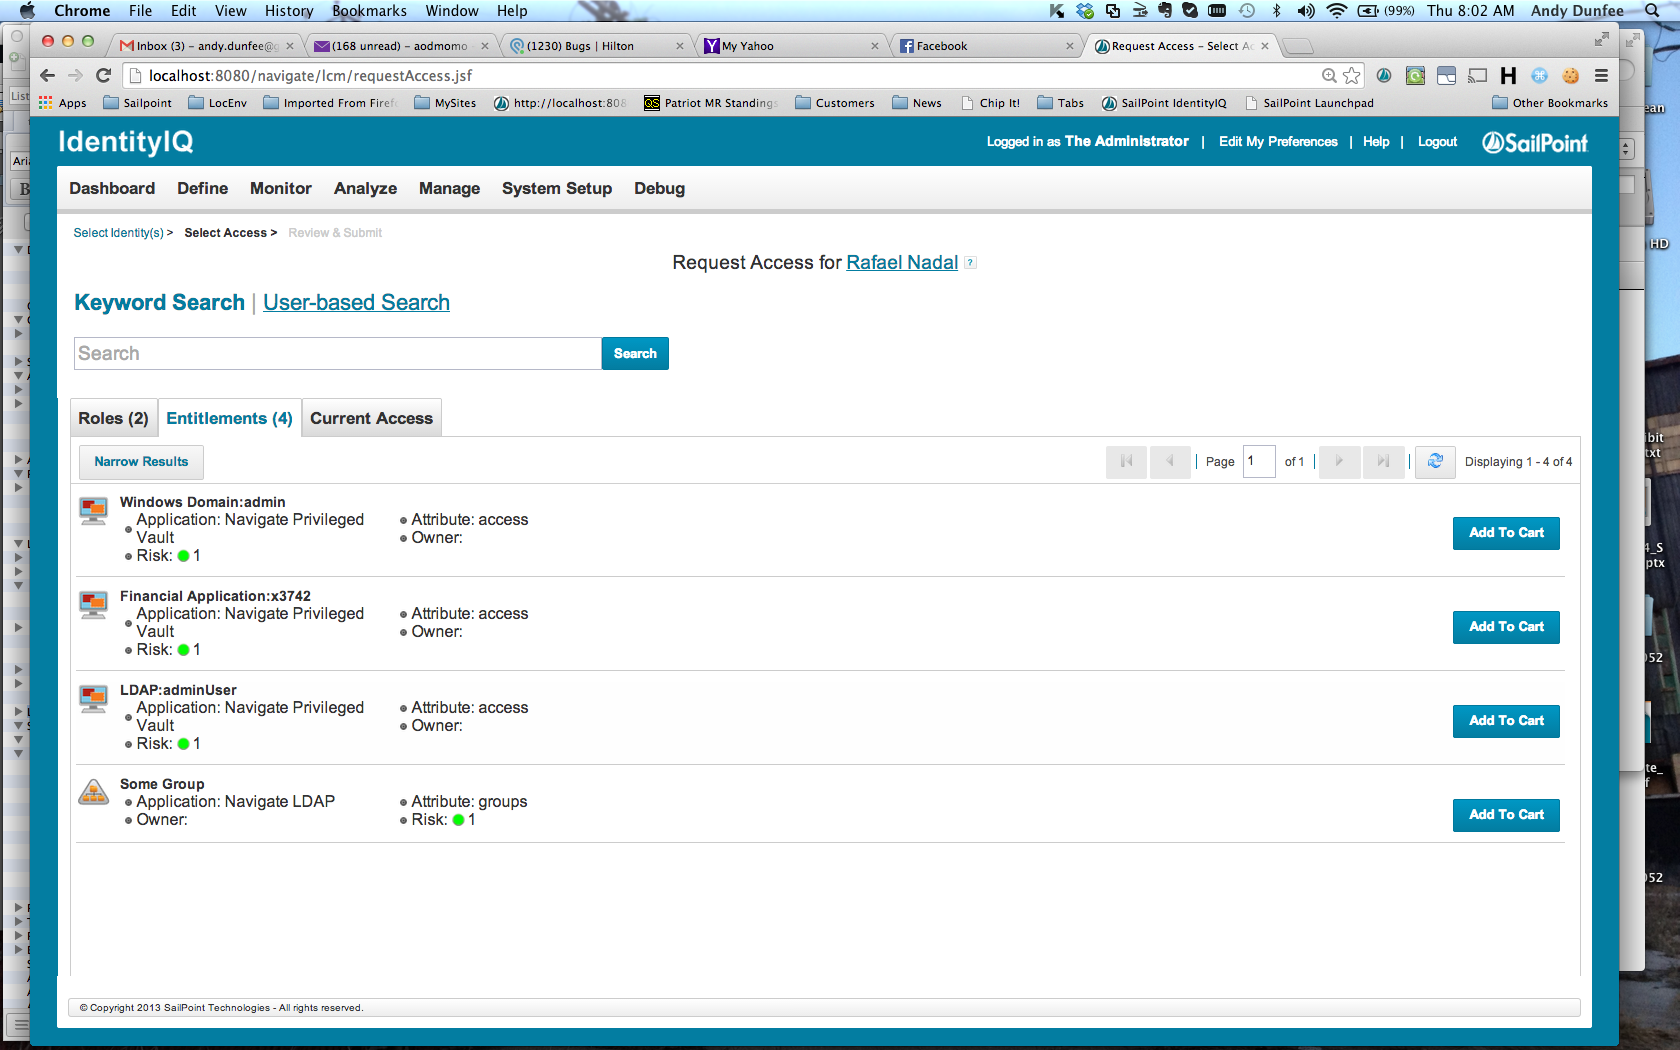 Chrome File Edit View History Bookmarks Window Help (99%) Thu 8:02 AM Andy Dunfee
Inbox (3) – andy.dunfee@g
(168 unread) – aodmomo
(1230) Bugs | Hilton
My Yahoo
Facebook
Request Access – Select Ac
localhost:8080/navigate/lcm/requestAccess.jsf
Apps Sailpoint LocEnv Imported From Firef MySites http://localhost:808 Patriot MR Standings Customers News Chip It! Tabs SailPoint IdentityIQ SailPoint Launchpad Other Bookmarks
IdentityIQ
Logged in as The Administrator | Edit My Preferences | Help | Logout
SailPoint
Dashboard Define Monitor Analyze Manage System Setup Debug
Select Identity(s) > Select Access > Review & Submit
Request Access for Rafael Nadal ?
Keyword Search | User-based Search
Search
Search
Roles (2) Entitlements (4) Current Access
Narrow Results
Page 1 of 1 | Displaying 1 - 4 of 4
Windows Domain:admin
Application: Navigate Privileged Vault
Attribute: access
Owner:
Risk: 1
Add To Cart
Financial Application:x3742
Application: Navigate Privileged Vault
Attribute: access
Owner:
Risk: 1
Add To Cart
LDAP:adminUser
Application: Navigate Privileged Vault
Attribute: access
Owner:
Risk: 1
Add To Cart
Some Group
Application: Navigate LDAP
Attribute: groups
Owner:
Risk: 1
Add To Cart
© Copyright 2013 SailPoint Technologies - All rights reserved.